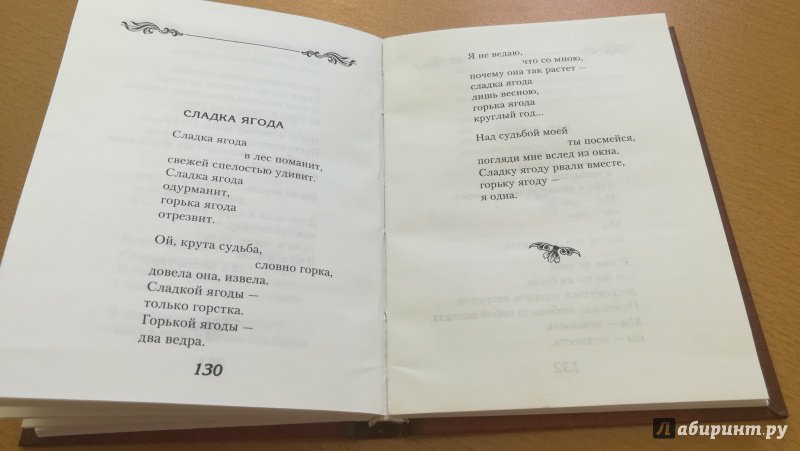 СЛАДКА ЯГОДА
Сладка ягода
в лес поманит,
свежей спелостью удивит.
Сладка ягода
одурманит,
горька ягода
отрезвит.
Ой, крута судьба,
словно горка,
довела она, извела.
Сладкой ягоды —
только горстка.
Горькой ягоды —
два ведра.
130
Я не ведаю,
что со мною,
почему она так растет —
сладка ягода
лишь весною,
горька ягода
круглый год...
Над судьбой моей
ты посмейся,
погляди мне вслед из окна.
Сладку ягоду рвали вместе,
горьку ягоду —
я одна.
132
Лабиринт.ру